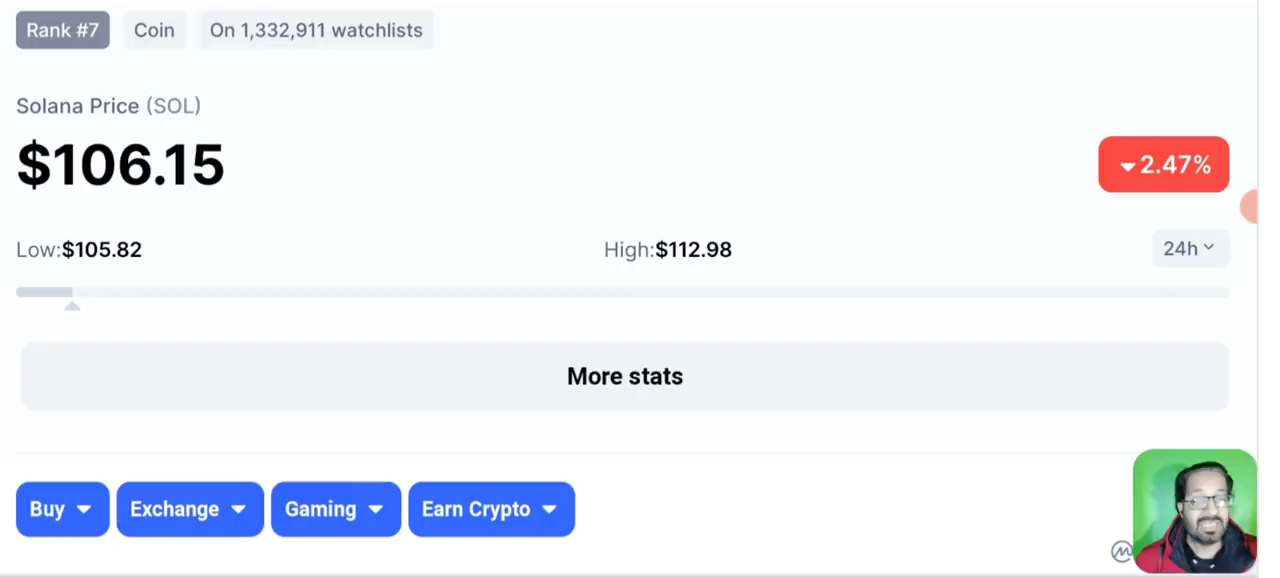 Rank #7 Coin On 1,332,911 watchlists
Solana Price (SOL)
$106.15 2.47%
Low:$105.82 High:$112.98 24h
More stats
Buy Exchange Gaming Earn Crypto